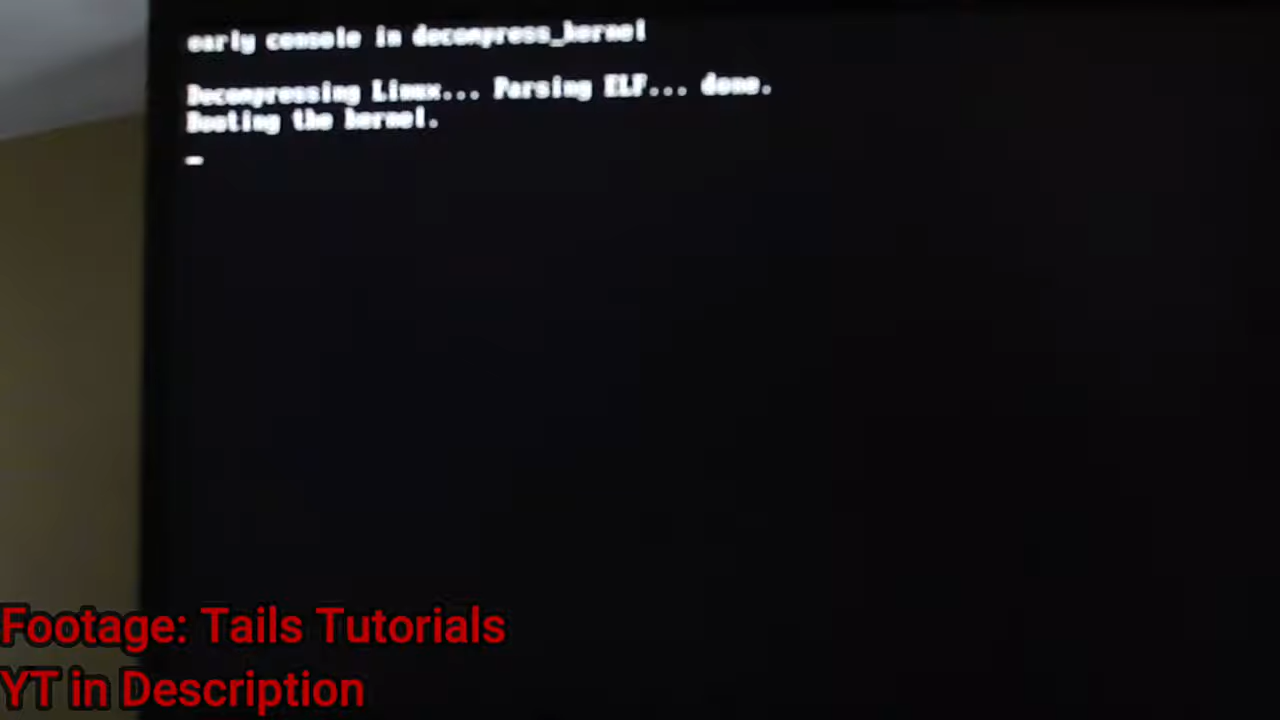 early console in decompress_kernel
Decompressing Linux... Parsing ELF... done.
Booting the kernel.
Footage: Tails Tutorials
YT in Description